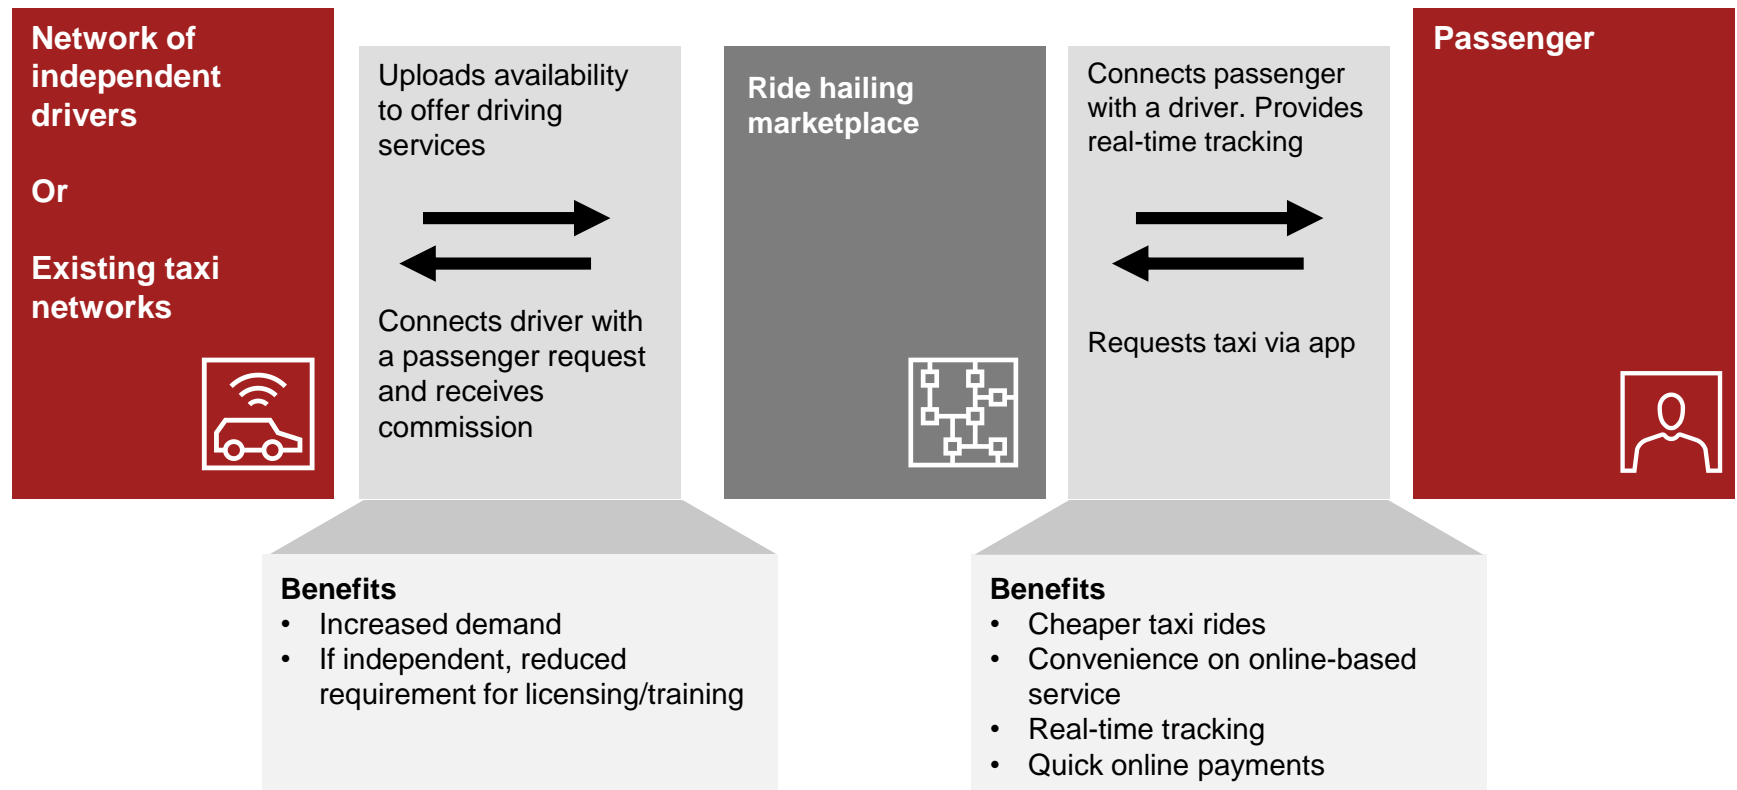 Network of
independent
drivers
Or
Existing taxi
networks
Uploads availability
to offer driving
services
Connects driver with
a passenger request
and receives
commission
Ride hailing
marketplace
Connects passenger
with a driver. Provides
real-time tracking
Requests taxi via app
Passenger
Benefits
• Increased demand
• If independent, reduced
requirement for licensing/training
Benefits
• Cheaper taxi rides
• Convenience on online-based
service
• Real-time tracking
• Quick online payments